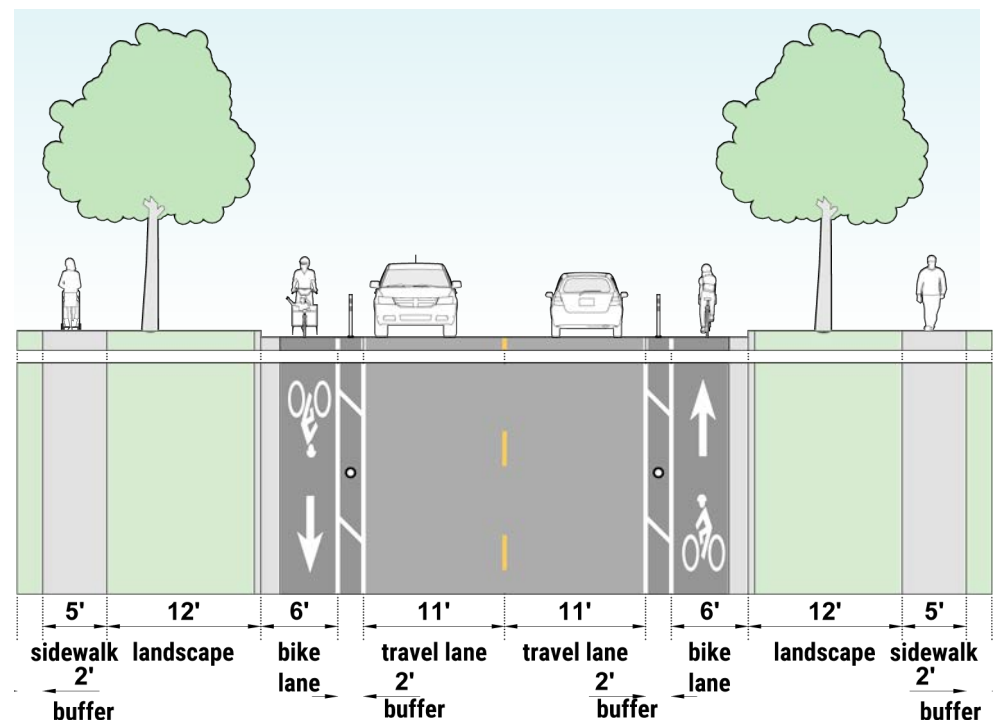 5' 12' 6' 11' 11' 6' 12' 5'
sidewalk landscape bike travel lane travel lane bike landscape sidewalk
2' lane 2' 2' lane 2'
buffer buffer buffer buffer